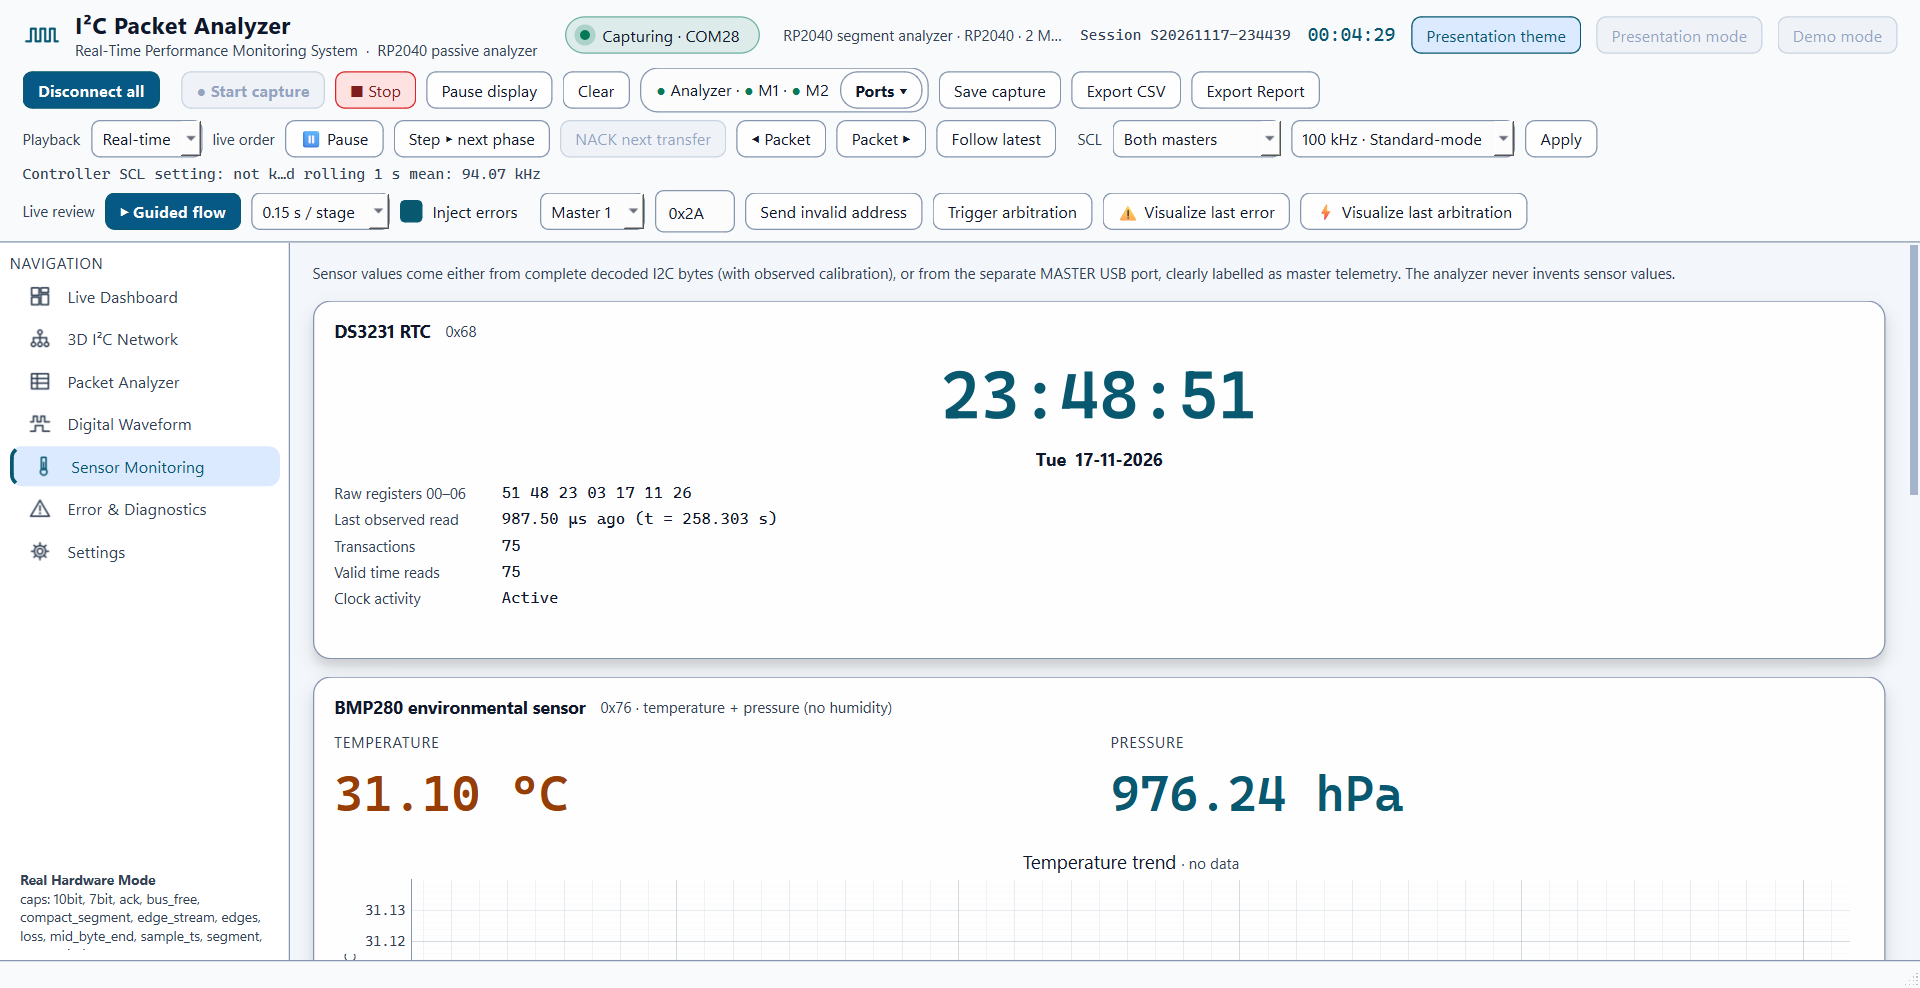 I²C Packet Analyzer
Real-Time Performance Monitoring System · RP2040 passive analyzer
Capturing · COM28
RP2040 segment analyzer · RP2040 · 2 M...
Session S20261117-234439
00:04:29
Presentation theme
Presentation mode
Demo mode
Disconnect all
● Start capture
■ Stop
Pause display
Clear
● Analyzer · ● M1 · ● M2
Ports ▾
Save capture
Export CSV
Export Report
Playback
Real-time
live order
⏸ Pause
Step ▸ next phase
NACK next transfer
◂ Packet
Packet ▸
Follow latest
SCL
Both masters
100 kHz · Standard-mode
Apply
Controller SCL setting: not k…d rolling 1 s mean: 94.07 kHz
Live review
▸ Guided flow
0.15 s / stage
Inject errors
Master 1
0x2A
Send invalid address
Trigger arbitration
⚠ Visualize last error
⚡ Visualize last arbitration
NAVIGATION
Live Dashboard
3D I²C Network
Packet Analyzer
Digital Waveform
Sensor Monitoring
Error & Diagnostics
Settings
Real Hardware Mode
caps: 10bit, 7bit, ack, bus_free,
compact_segment, edge_stream, edges,
loss, mid_byte_end, sample_ts, segment,
Sensor values come either from complete decoded I2C bytes (with observed calibration), or from the separate MASTER USB port, clearly labelled as master telemetry. The analyzer never invents sensor values.
DS3231 RTC 0x68
23:48:51
Tue 17-11-2026
Raw registers 00–06 51 48 23 03 17 11 26
Last observed read 987.50 µs ago (t = 258.303 s)
Transactions 75
Valid time reads 75
Clock activity Active
BMP280 environmental sensor 0x76 · temperature + pressure (no humidity)
TEMPERATURE
31.10 °C
PRESSURE
976.24 hPa
Temperature trend · no data
31.13
31.12